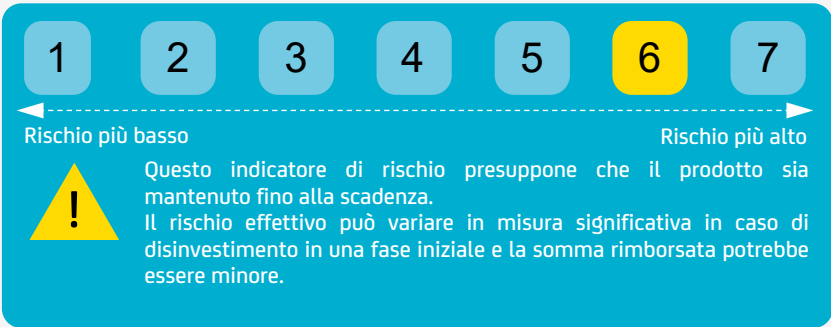 1 2 3 4 5 6 7
Rischio più basso Rischio più alto
! Questo indicatore di rischio presuppone che il prodotto sia
mantenuto fino alla scadenza.
Il rischio effettivo può variare in misura significativa in caso di
disinvestimento in una fase iniziale e la somma rimborsata potrebbe
essere minore.